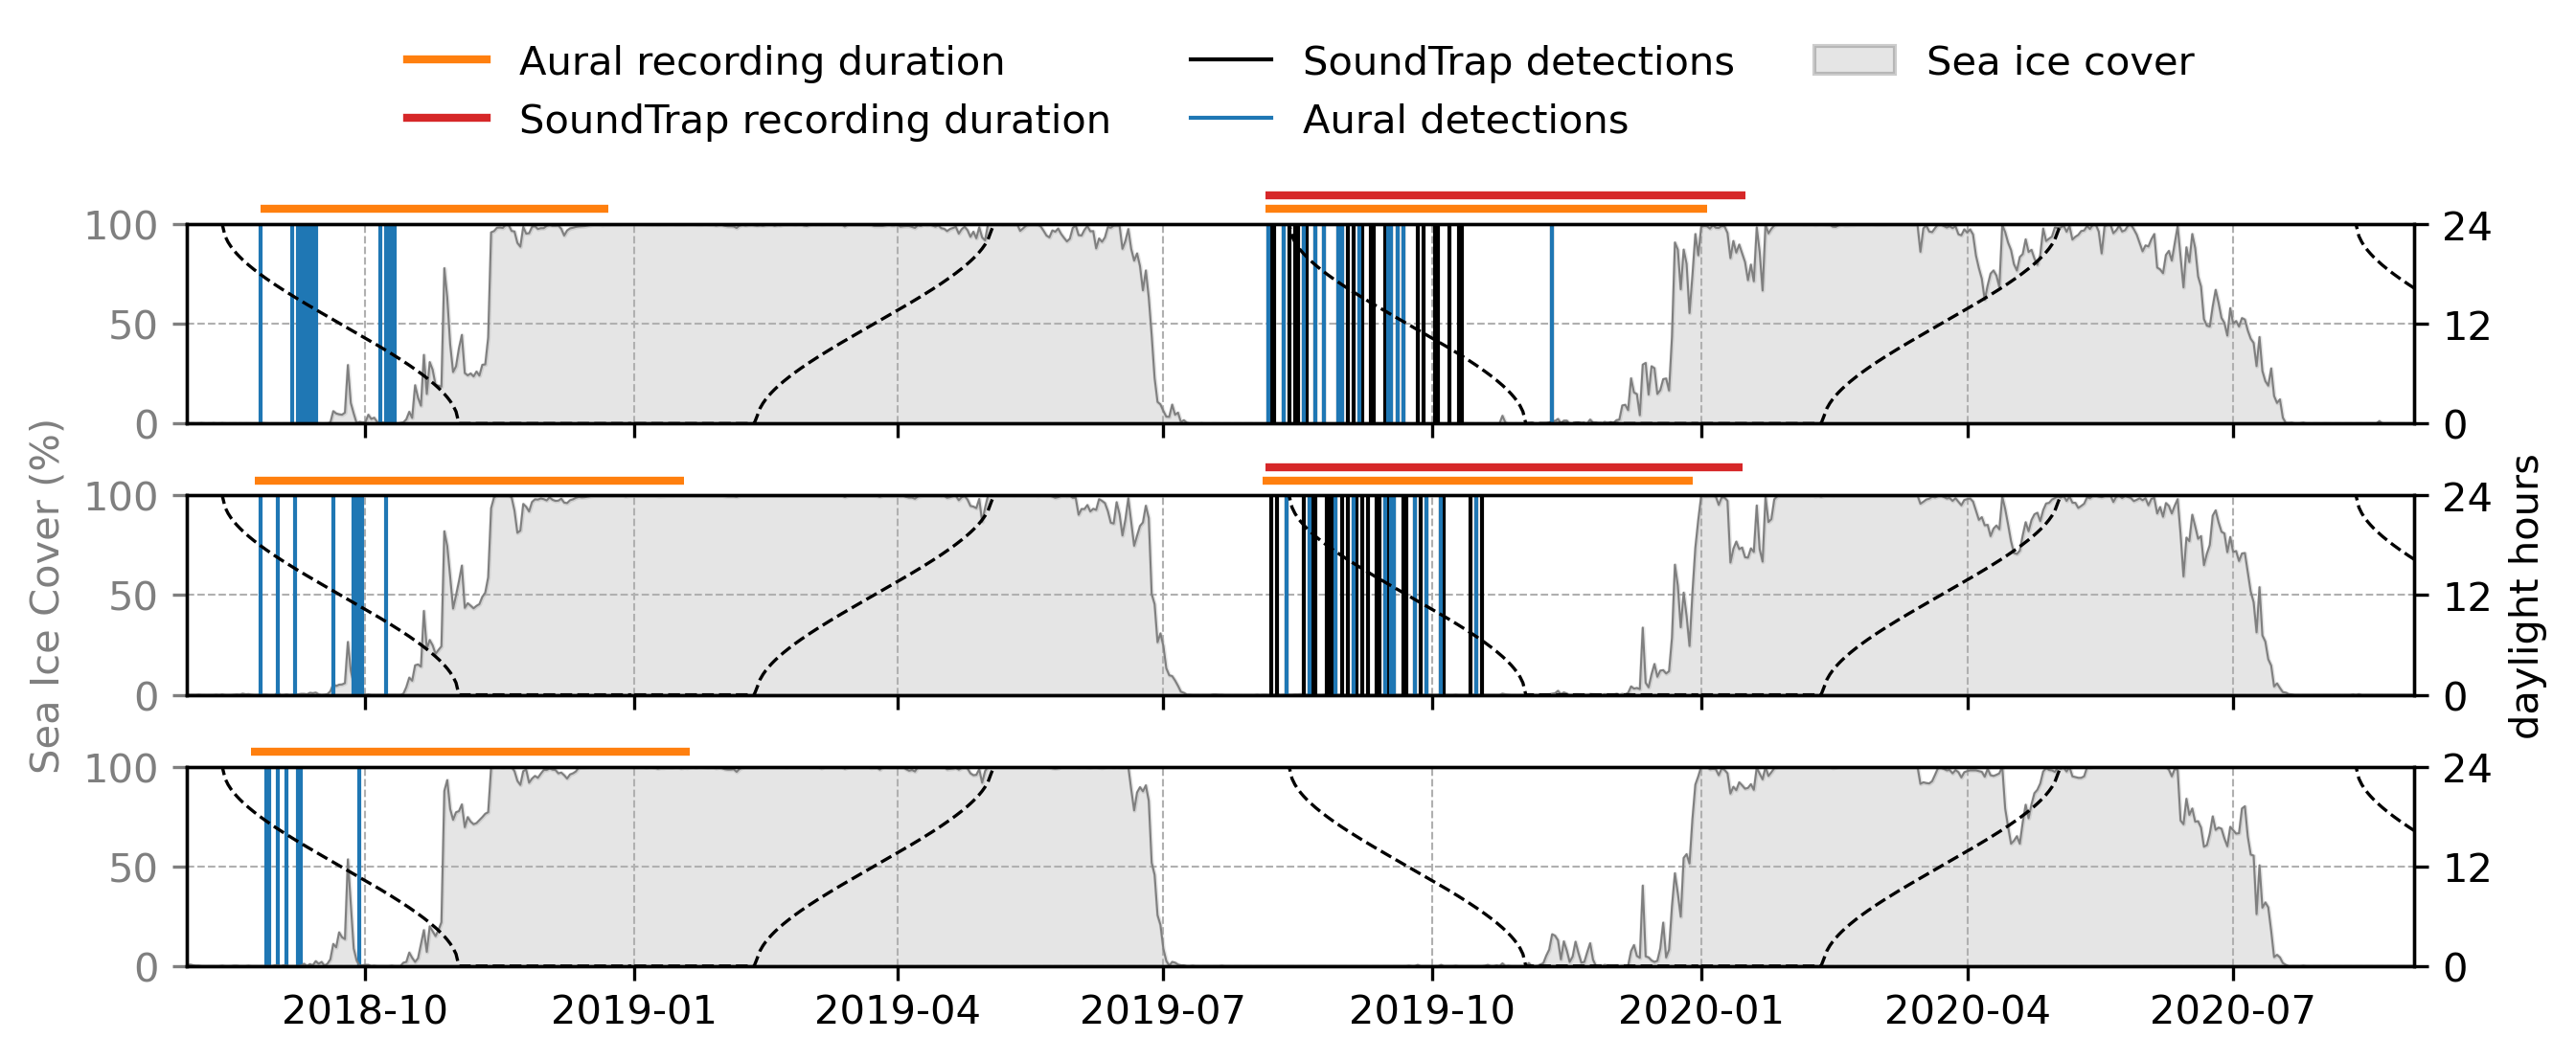 Aural recording duration
SoundTrap recording duration
SoundTrap detections
Aural detections
Sea ice cover
100
50
0
24
12
0
100
50
0
24
12
0
100
50
0
24
12
0
Sea Ice Cover (%)
daylight hours
2018-10 2019-01 2019-04 2019-07 2019-10 2020-01 2020-04 2020-07